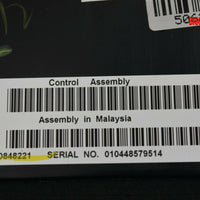 Control Assembly
Assembly in Malaysia
0848221 SERIAL NO. 010448579514